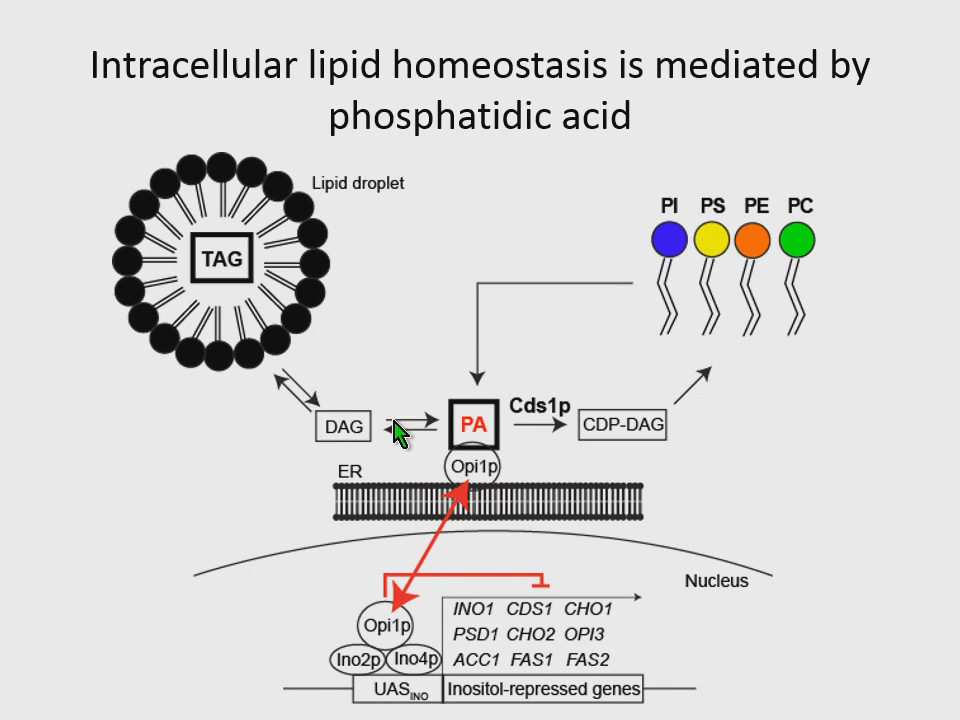 Intracellular lipid homeostasis is mediated by
phosphatidic acid
Lipid droplet
TAG
PI PS PE PC
DAG
PA
Cds1p
CDP-DAG
Opi1p
ER
Nucleus
Opi1p
Ino2p
Ino4p
INO1 CDS1 CHO1
PSD1 CHO2 OPI3
ACC1 FAS1 FAS2
UASINO
Inositol-repressed genes